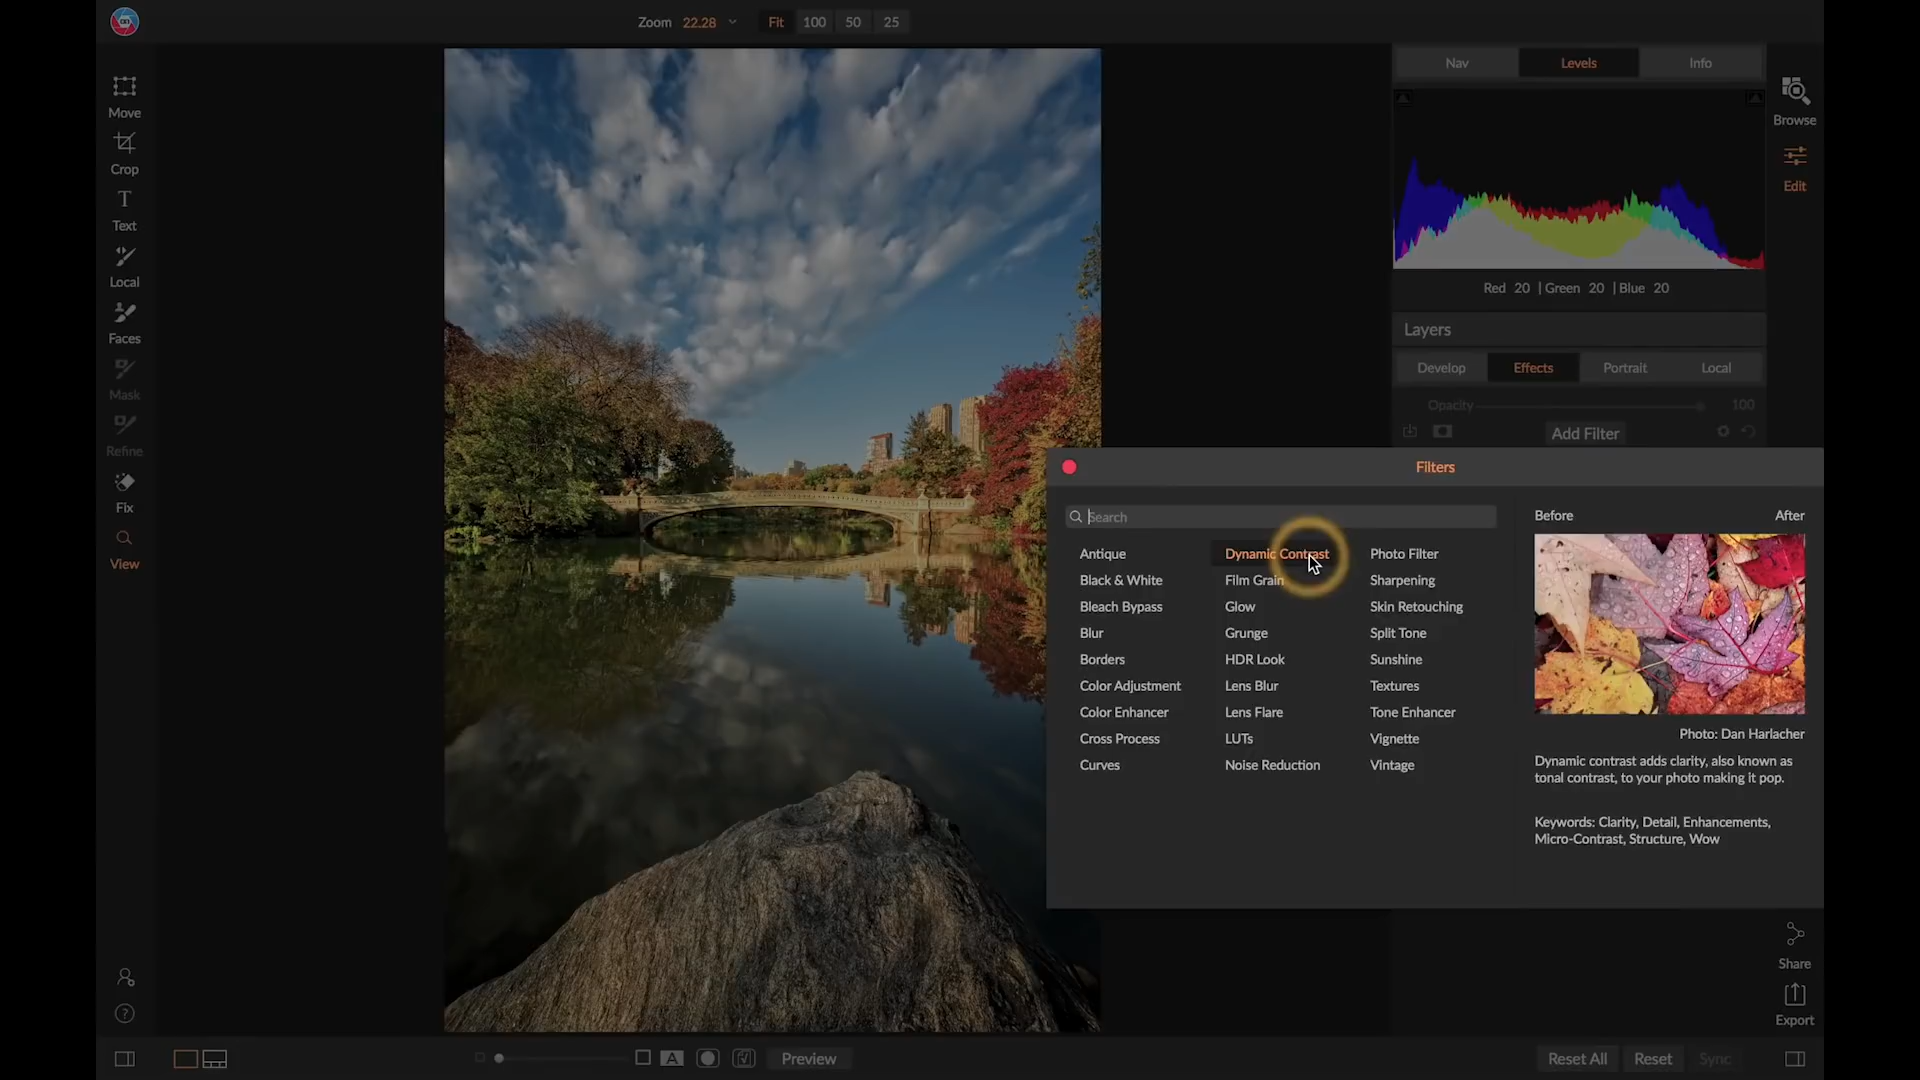 Zoom 22.28 Fit 100 50 25
Move
Crop
T
Text
Local
Faces
Mask
Refine
Fix
View
Nav Levels Info
Browse
Edit
Red 20 | Green 20 | Blue 20
Layers
Develop Effects Portrait Local
Opacity 100
Add Filter
Filters
Search
Antique
Black & White
Bleach Bypass
Blur
Borders
Color Adjustment
Color Enhancer
Cross Process
Curves
Dynamic Contrast
Film Grain
Glow
Grunge
HDR Look
Lens Blur
Lens Flare
LUTs
Noise Reduction
Photo Filter
Sharpening
Skin Retouching
Split Tone
Sunshine
Textures
Tone Enhancer
Vignette
Vintage
Before After
Photo: Dan Harlacher
Dynamic contrast adds clarity, also known as
tonal contrast, to your photo making it pop.
Keywords: Clarity, Detail, Enhancements,
Micro-Contrast, Structure, Wow
Share
Export
?
A
Preview
Reset All Reset Sync